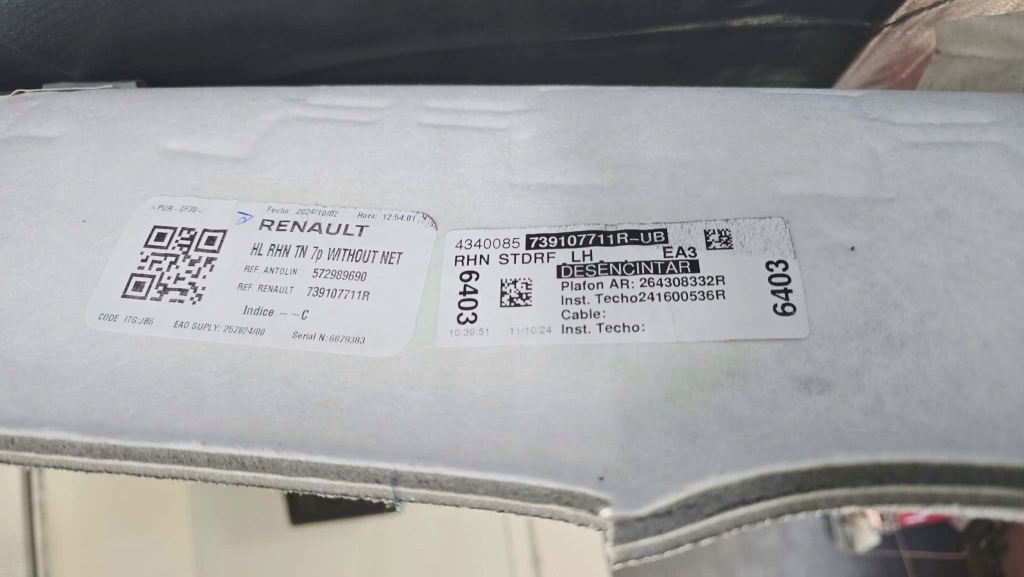 >PUR-GF30<
Fecha: 2024/10/02 Hora: 12:54:01
RENAULT
HL RHN TN 7p WITHOUT NET
REF. ANTOLIN 572989690
REF. RENAULT 739107711R
Indice -- C
CODE ITG:JB6 EAO SUPLY: 257824/00 Serial N:6879383
4340085 739107711R-UB
RHN STDRF LH EA3
DESENCINTAR
6403
Plafon AR: 264308332R
Inst. Techo241600536R
Cable:
Inst. Techo:
10:39:51 11/10/24
6403